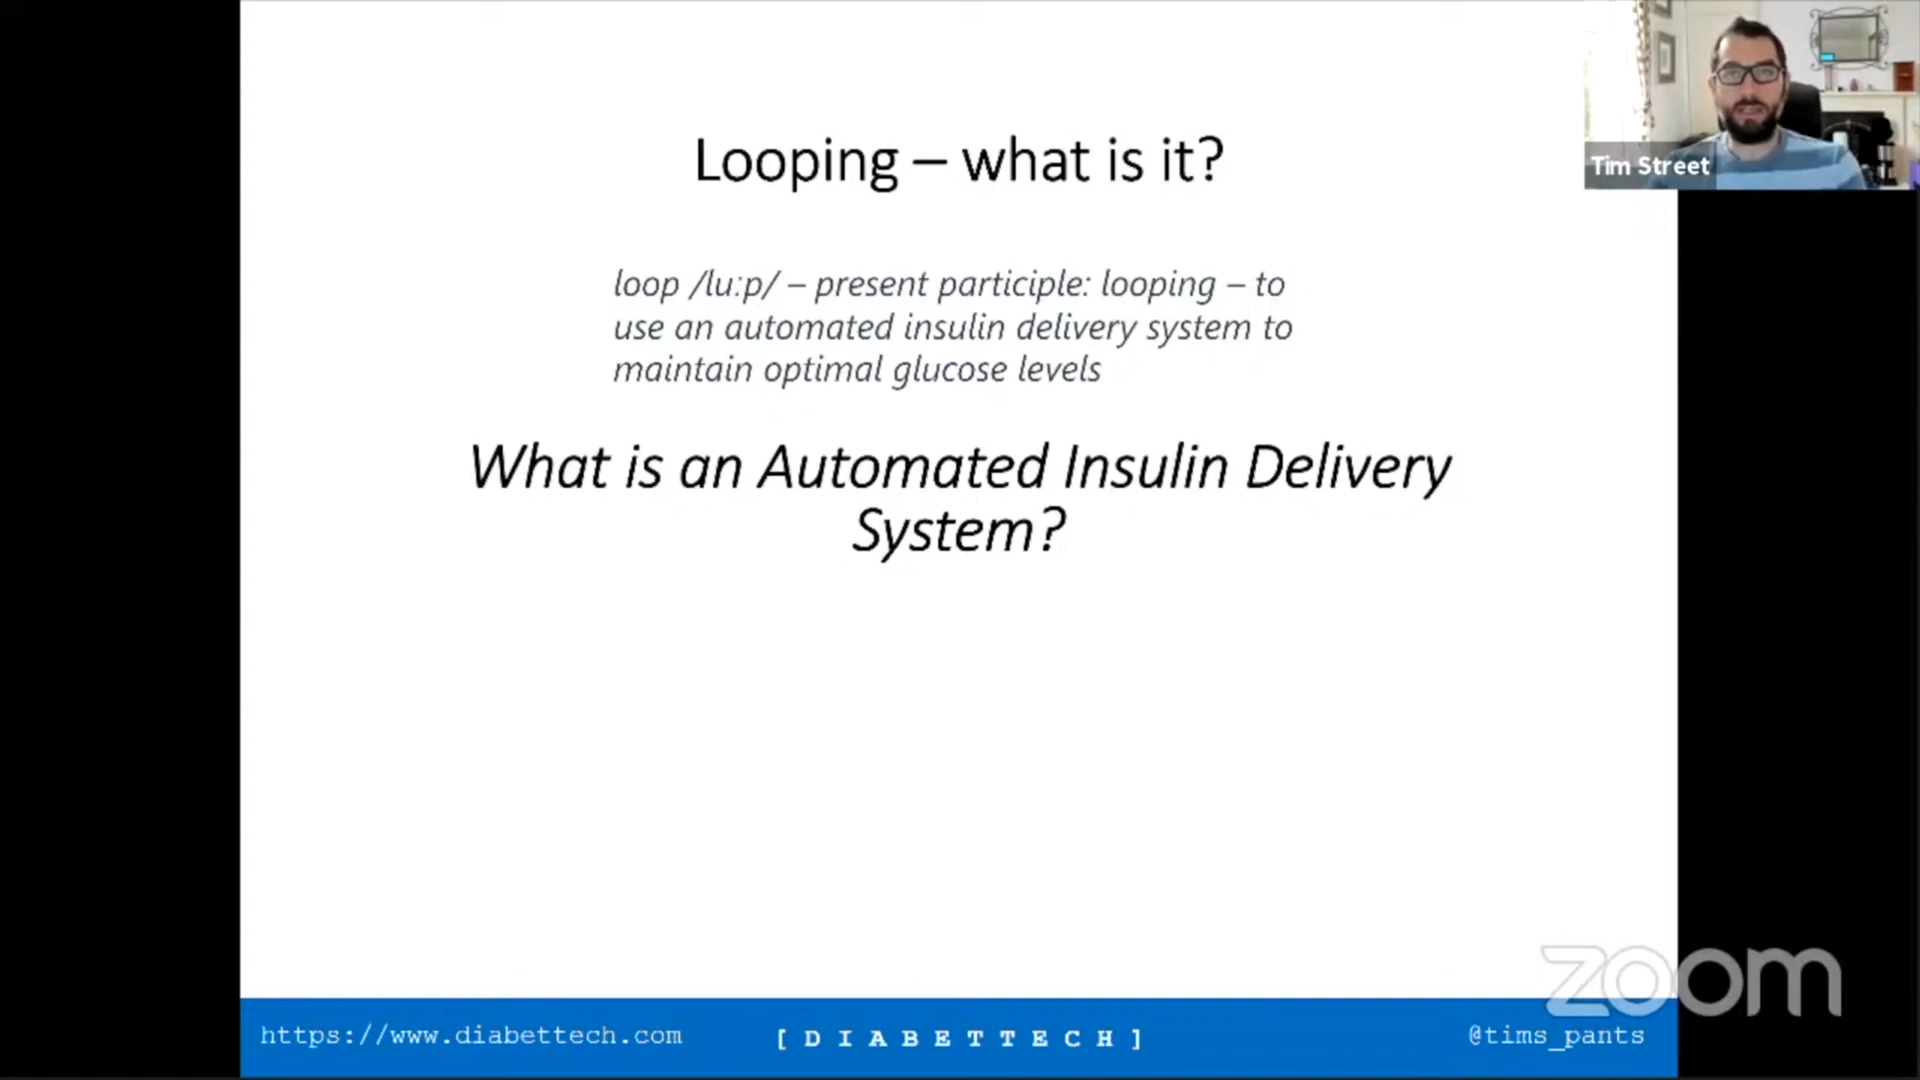 Looping – what is it?
Tim Street
loop /luːp/ – present participle: looping – to
use an automated insulin delivery system to
maintain optimal glucose levels
What is an Automated Insulin Delivery
System?
zoom
https://www.diabettech.com
[ D I A B E T T E C H ]
@tims_pants